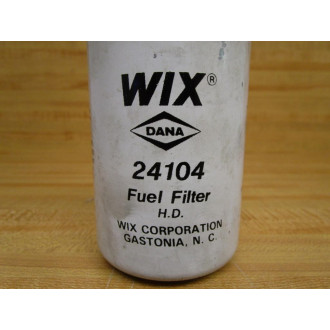 WIX®
DANA
24104
Fuel Filter
H.D.
WIX CORPORATION
GASTONIA, N. C.